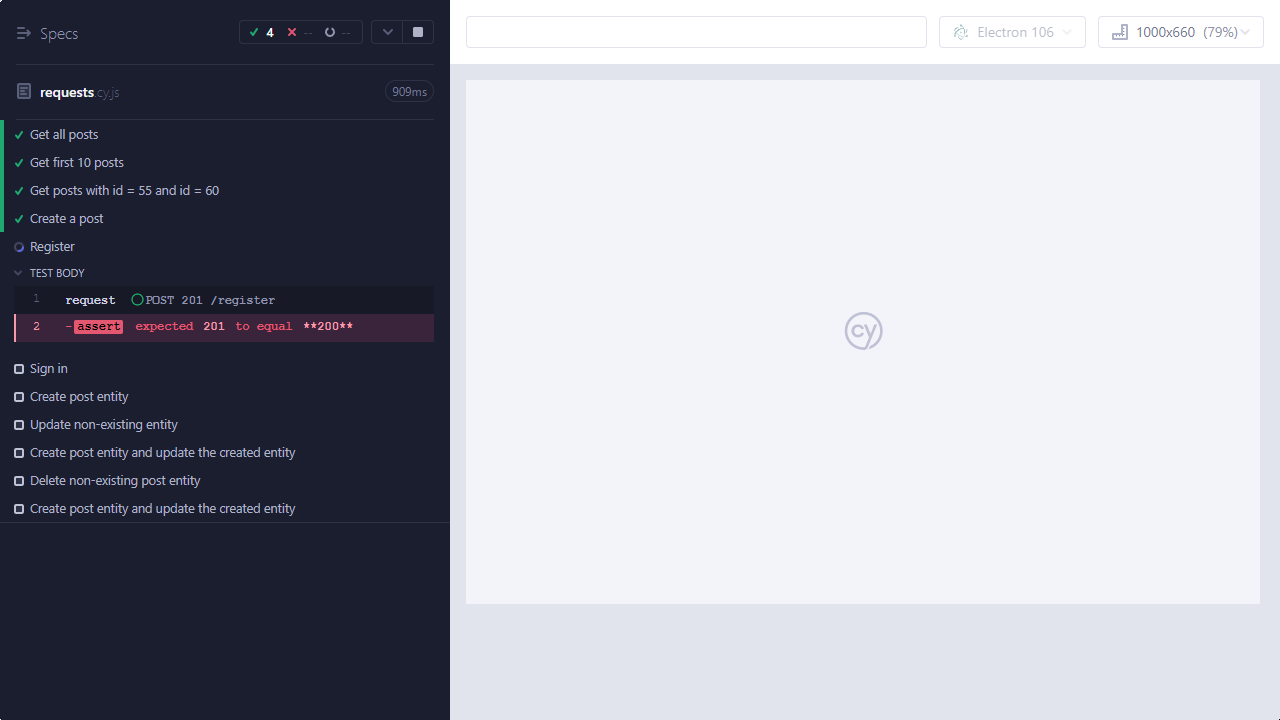 Specs
4 -- --
requests.cy.js
909ms
Electron 106
1000x660 (79%)
Get all posts
Get first 10 posts
Get posts with id = 55 and id = 60
Create a post
Register
TEST BODY
1 request POST 201 /register
2 -assert expected 201 to equal **200**
Sign in
Create post entity
Update non-existing entity
Create post entity and update the created entity
Delete non-existing post entity
Create post entity and update the created entity
cy